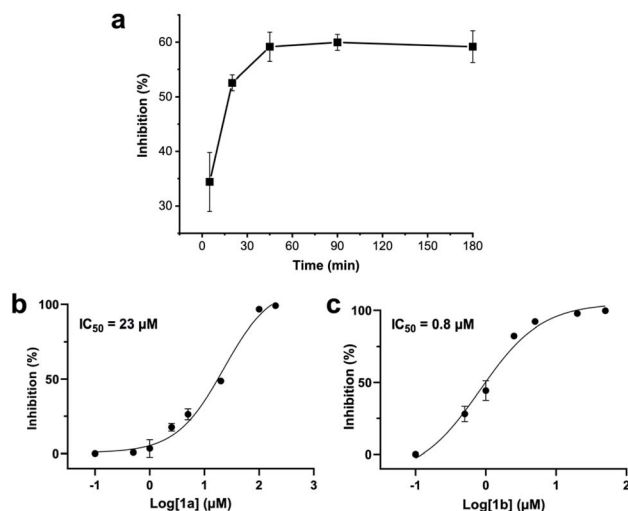 a
Inhibition (%)
60
50
40
30
0 30 60 90 120 150 180
Time (min)
b
IC50 = 23 µM
Inhibition (%)
100
50
0
-1 0 1 2 3
Log[1a] (µM)
c
IC50 = 0.8 µM
Inhibition (%)
100
50
0
-1 0 1 2
Log[1b] (µM)